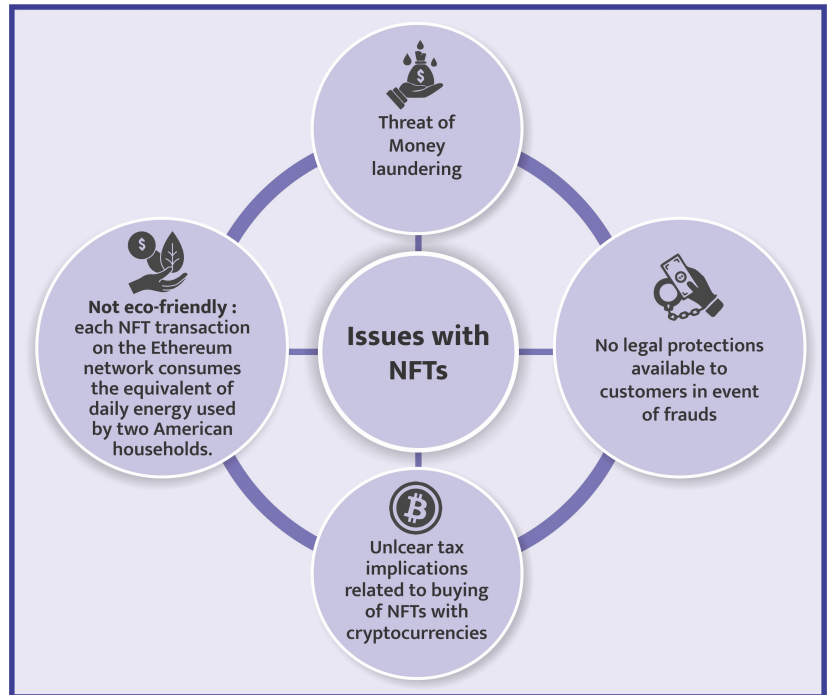 Threat of
Money
laundering
Not eco-friendly :
each NFT transaction
on the Ethereum
network consumes
the equivalent of
daily energy used
by two American
households.
Issues with
NFTs
No legal protections
available to
customers in event
of frauds
Unlcear tax
implications
related to buying
of NFTs with
cryptocurrencies